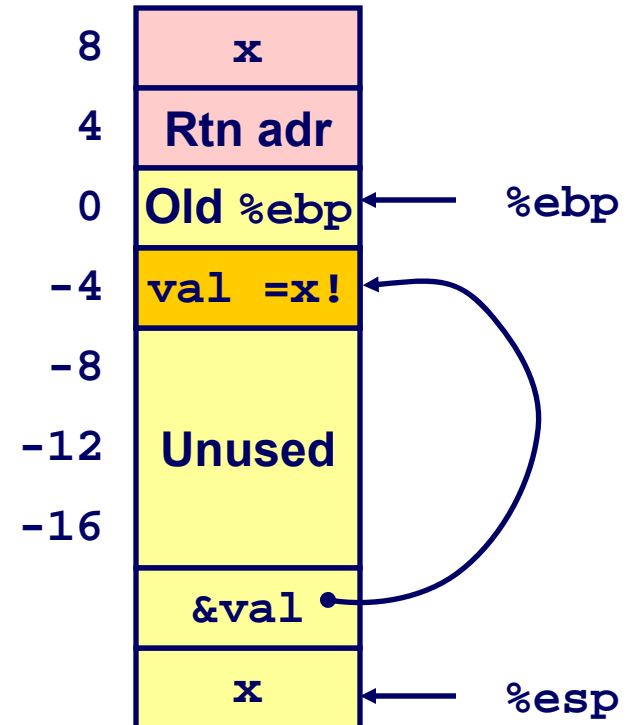 8 x
4 Rtn adr
0 Old %ebp %ebp
-4 val =x!
-8
-12 Unused
-16
&val
x %esp